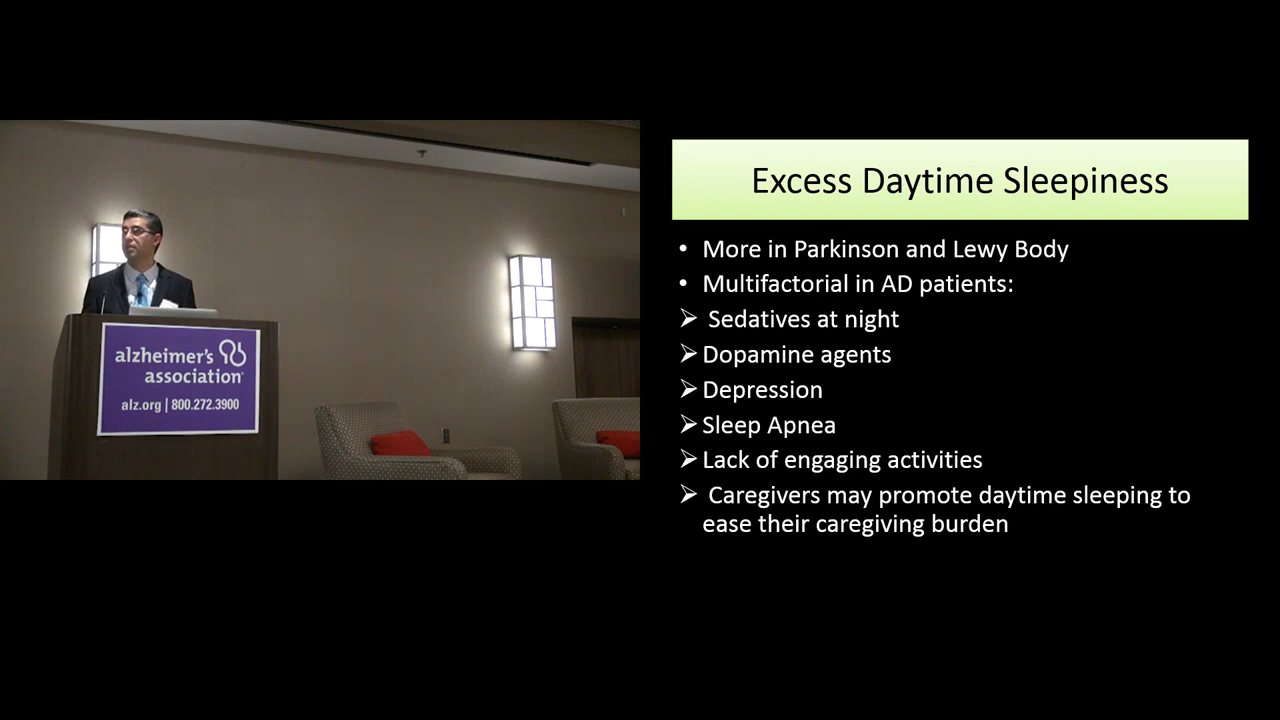 alzheimer's
association
alz.org | 800.272.3900
Excess Daytime Sleepiness
• More in Parkinson and Lewy Body
• Multifactorial in AD patients:
➢ Sedatives at night
➢ Dopamine agents
➢ Depression
➢ Sleep Apnea
➢ Lack of engaging activities
➢ Caregivers may promote daytime sleeping to
ease their caregiving burden